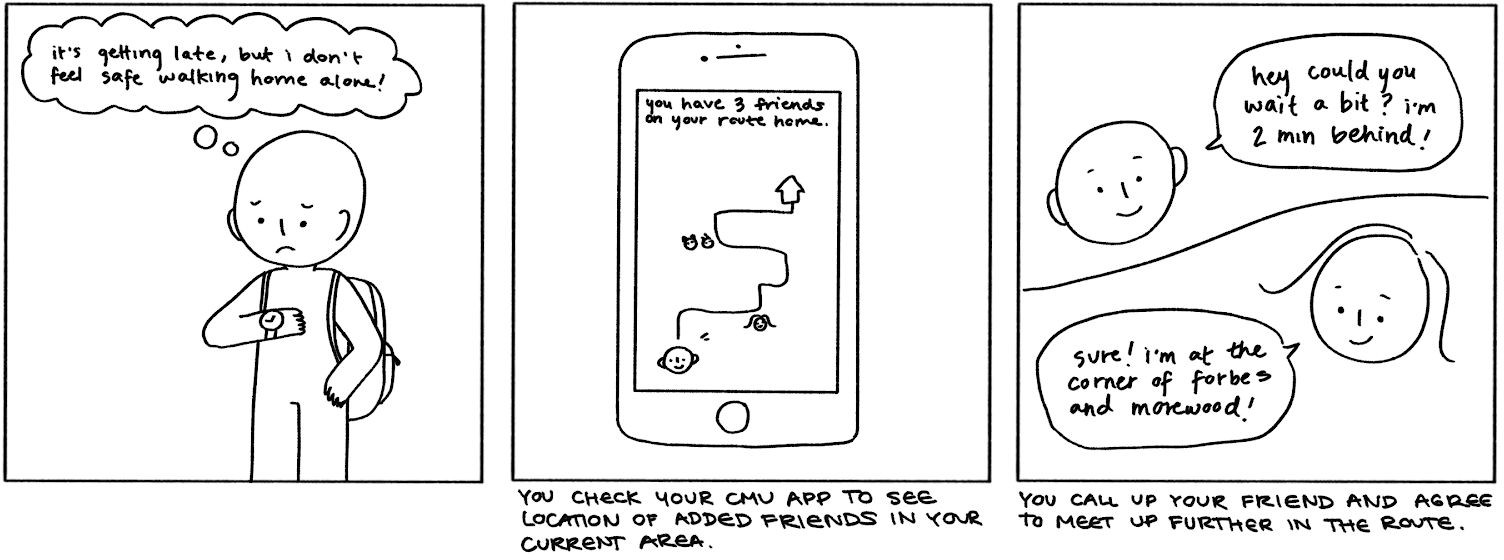 it's getting late, but i don't
feel safe walking home alone!
you have 3 friends
on your route home.
YOU CHECK YOUR CMU APP TO SEE
LOCATION OF ADDED FRIENDS IN YOUR
CURRENT AREA.
hey could you
wait a bit? i'm
2 min behind!
sure! i'm at the
corner of forbes
and morewood!
YOU CALL UP YOUR FRIEND AND AGREE
TO MEET UP FURTHER IN THE ROUTE.